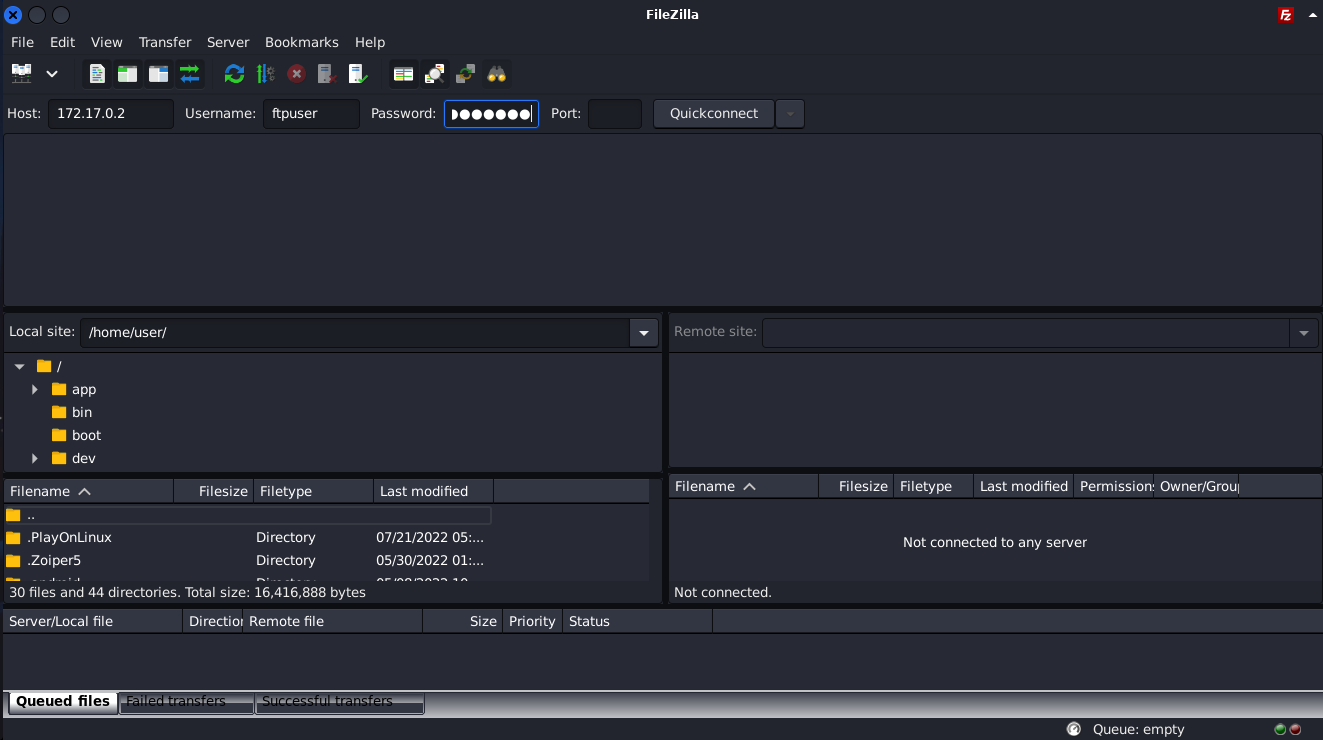 FileZilla
File Edit View Transfer Server Bookmarks Help
Host: 172.17.0.2 Username: ftpuser Password: ●●●●●●●● Port: Quickconnect
Local site: /home/user/
Remote site:
/
app
bin
boot
dev
Filename Filesize Filetype Last modified
..
.PlayOnLinux Directory 07/21/2022 05:...
.Zoiper5 Directory 05/30/2022 01:...
.android Directory
30 files and 44 directories. Total size: 16,416,888 bytes
Filename Filesize Filetype Last modified Permission: Owner/Grou
Not connected to any server
Not connected.
Server/Local file Direction Remote file Size Priority Status
Queued files Failed transfers Successful transfers
Queue: empty